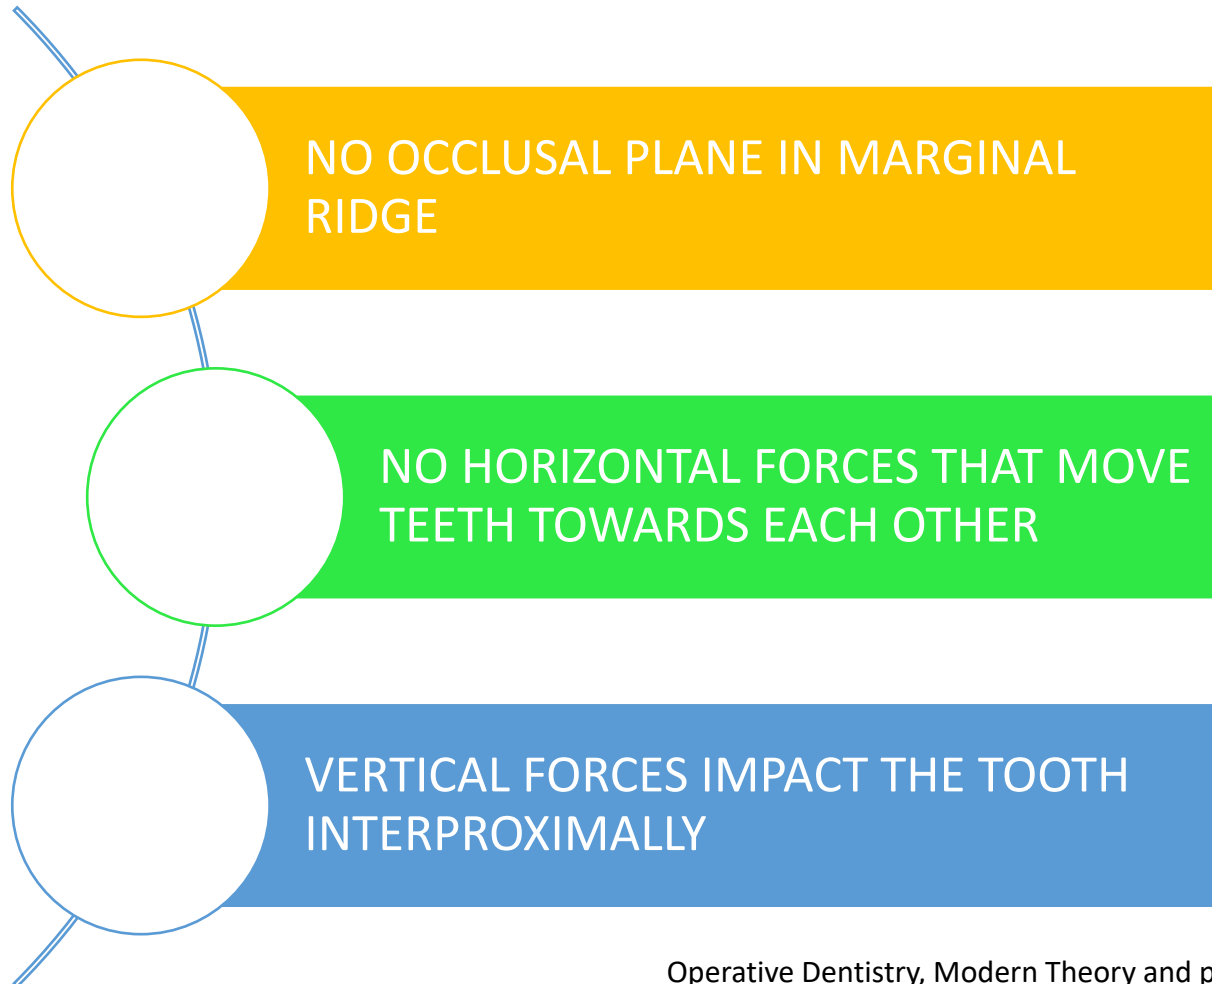 NO OCCLUSAL PLANE IN MARGINAL
RIDGE
NO HORIZONTAL FORCES THAT MOVE
TEETH TOWARDS EACH OTHER
VERTICAL FORCES IMPACT THE TOOTH
INTERPROXIMALLY
Operative Dentistry, Modern Theory and